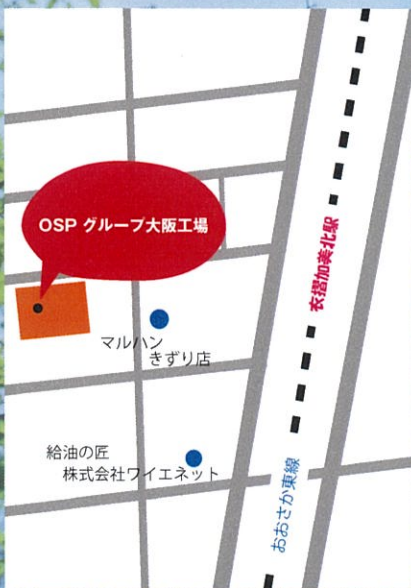 OSP グループ大阪工場
衣摺加美北駅
マルハン
きずり店
給油の匠
株式会社ワイエネット
おおさか東線